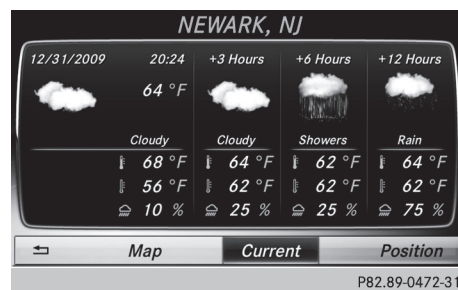 NEWARK, NJ
12/31/2009 20:24 +3 Hours +6 Hours +12 Hours
64 °F
Cloudy Cloudy Showers Rain
68 °F 64 °F 62 °F 64 °F
56 °F 62 °F 62 °F 62 °F
10 % 25 % 25 % 75 %
Map Current Position
P82.89-0472-31